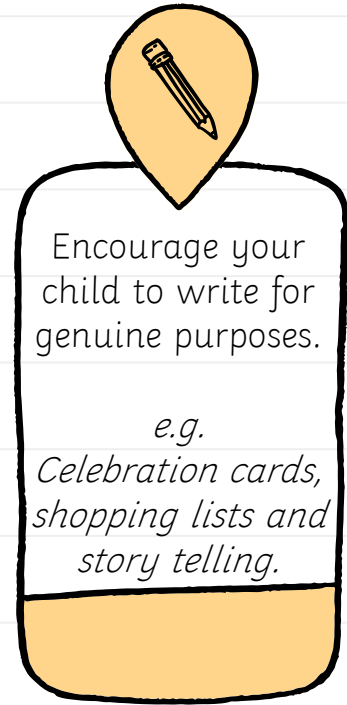 Encourage your
child to write for
genuine purposes.
e.g.
Celebration cards,
shopping lists and
story telling.